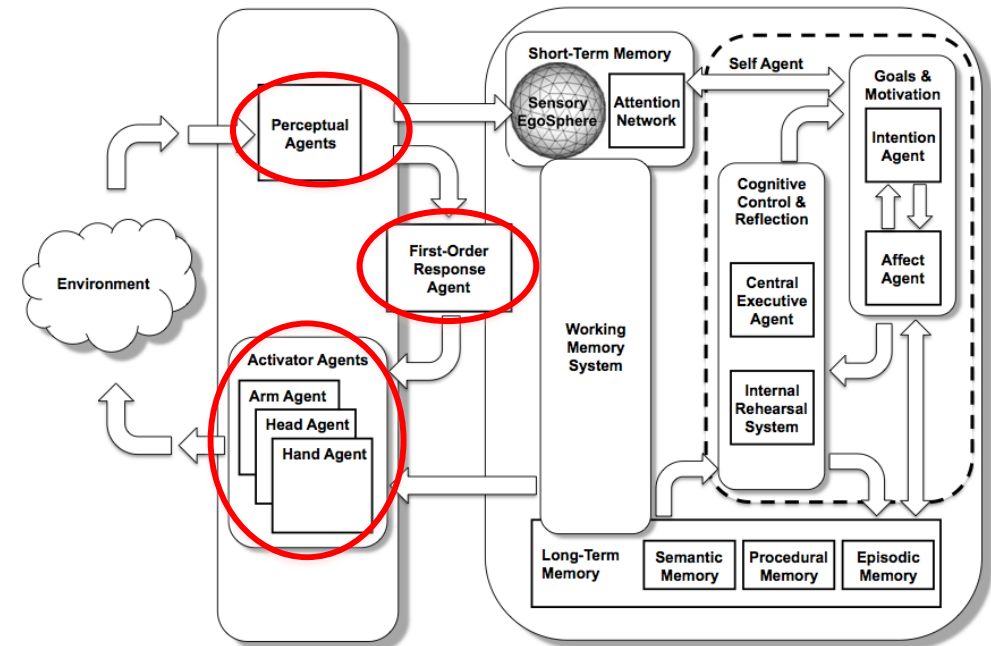 Short-Term Memory
Self Agent
Goals &
Motivation
Sensory
EgoSphere
Attention
Network
Perceptual
Agents
Intention
Agent
Cognitive
Control &
Reflection
First-Order
Response
Agent
Affect
Agent
Environment
Central
Executive
Agent
Working
Memory
System
Activator Agents
Arm Agent
Head Agent
Hand Agent
Internal
Rehearsal
System
Long-Term
Memory
Semantic
Memory
Procedural
Memory
Episodic
Memory